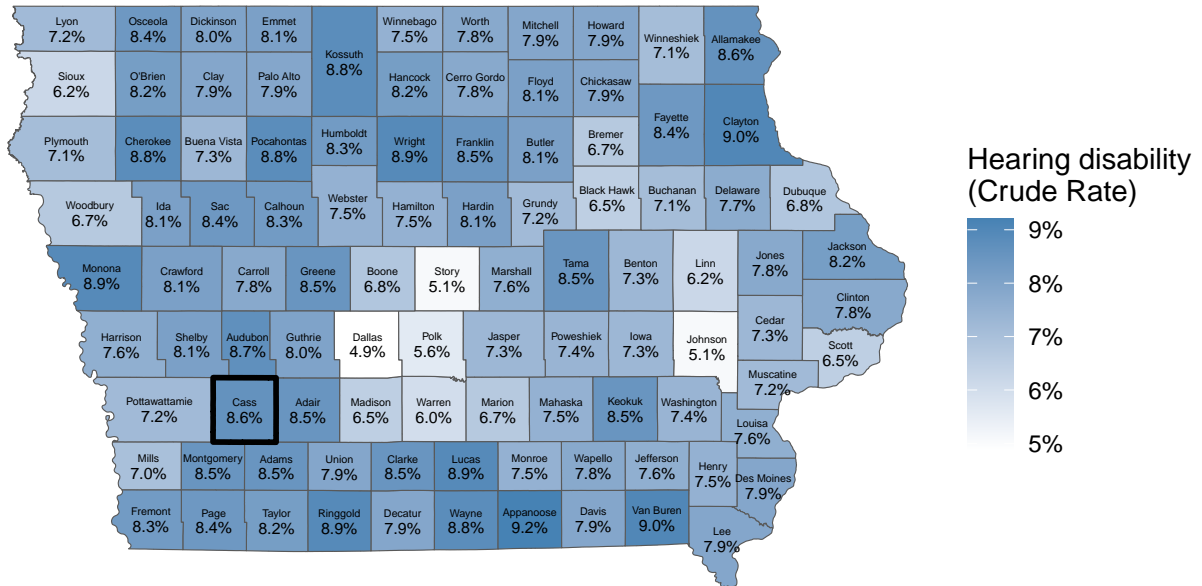 Lyon
7.2%
Osceola
8.4%
Dickinson
8.0%
Emmet
8.1%
Kossuth
8.8%
Winnebago
7.5%
Worth
7.8%
Mitchell
7.9%
Howard
7.9%
Winneshiek
7.1%
Allamakee
8.6%
Sioux
6.2%
O'Brien
8.2%
Clay
7.9%
Palo Alto
7.9%
Hancock
8.2%
Cerro Gordo
7.8%
Floyd
8.1%
Chickasaw
7.9%
Fayette
8.4%
Clayton
9.0%
Plymouth
7.1%
Cherokee
8.8%
Buena Vista
7.3%
Pocahontas
8.8%
Humboldt
8.3%
Wright
8.9%
Franklin
8.5%
Butler
8.1%
Bremer
6.7%
Woodbury
6.7%
Ida
8.1%
Sac
8.4%
Calhoun
8.3%
Webster
7.5%
Hamilton
7.5%
Hardin
8.1%
Grundy
7.2%
Black Hawk
6.5%
Buchanan
7.1%
Delaware
7.7%
Dubuque
6.8%
Monona
8.9%
Crawford
8.1%
Carroll
7.8%
Greene
8.5%
Boone
6.8%
Story
5.1%
Marshall
7.6%
Tama
8.5%
Benton
7.3%
Linn
6.2%
Jones
7.8%
Jackson
8.2%
Clinton
7.8%
Harrison
7.6%
Shelby
8.1%
Audubon
8.7%
Guthrie
8.0%
Dallas
4.9%
Polk
5.6%
Jasper
7.3%
Poweshiek
7.4%
Iowa
7.3%
Johnson
5.1%
Cedar
7.3%
Scott
6.5%
Muscatine
7.2%
Pottawattamie
7.2%
Cass
8.6%
Adair
8.5%
Madison
6.5%
Warren
6.0%
Marion
6.7%
Mahaska
7.5%
Keokuk
8.5%
Washington
7.4%
Louisa
7.6%
Mills
7.0%
Montgomery
8.5%
Adams
8.5%
Union
7.9%
Clarke
8.5%
Lucas
8.9%
Monroe
7.5%
Wapello
7.8%
Jefferson
7.6%
Henry
7.5%
Des Moines
7.9%
Fremont
8.3%
Page
8.4%
Taylor
8.2%
Ringgold
8.9%
Decatur
7.9%
Wayne
8.8%
Appanoose
9.2%
Davis
7.9%
Van Buren
9.0%
Lee
7.9%
Hearing disability
(Crude Rate)
9%
8%
7%
6%
5%